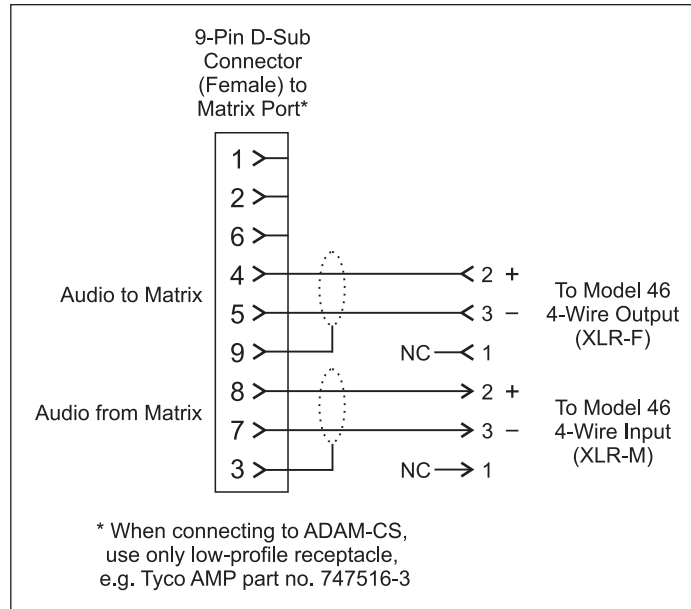 9-Pin D-Sub
Connector
(Female) to
Matrix Port*
1
2
6
4
5
9
8
7
3
Audio to Matrix
Audio from Matrix
2 +
3 –
NC 1
To Model 46
4-Wire Output
(XLR-F)
2 +
3 –
NC 1
To Model 46
4-Wire Input
(XLR-M)
* When connecting to ADAM-CS,
use only low-profile receptacle,
e.g. Tyco AMP part no. 747516-3